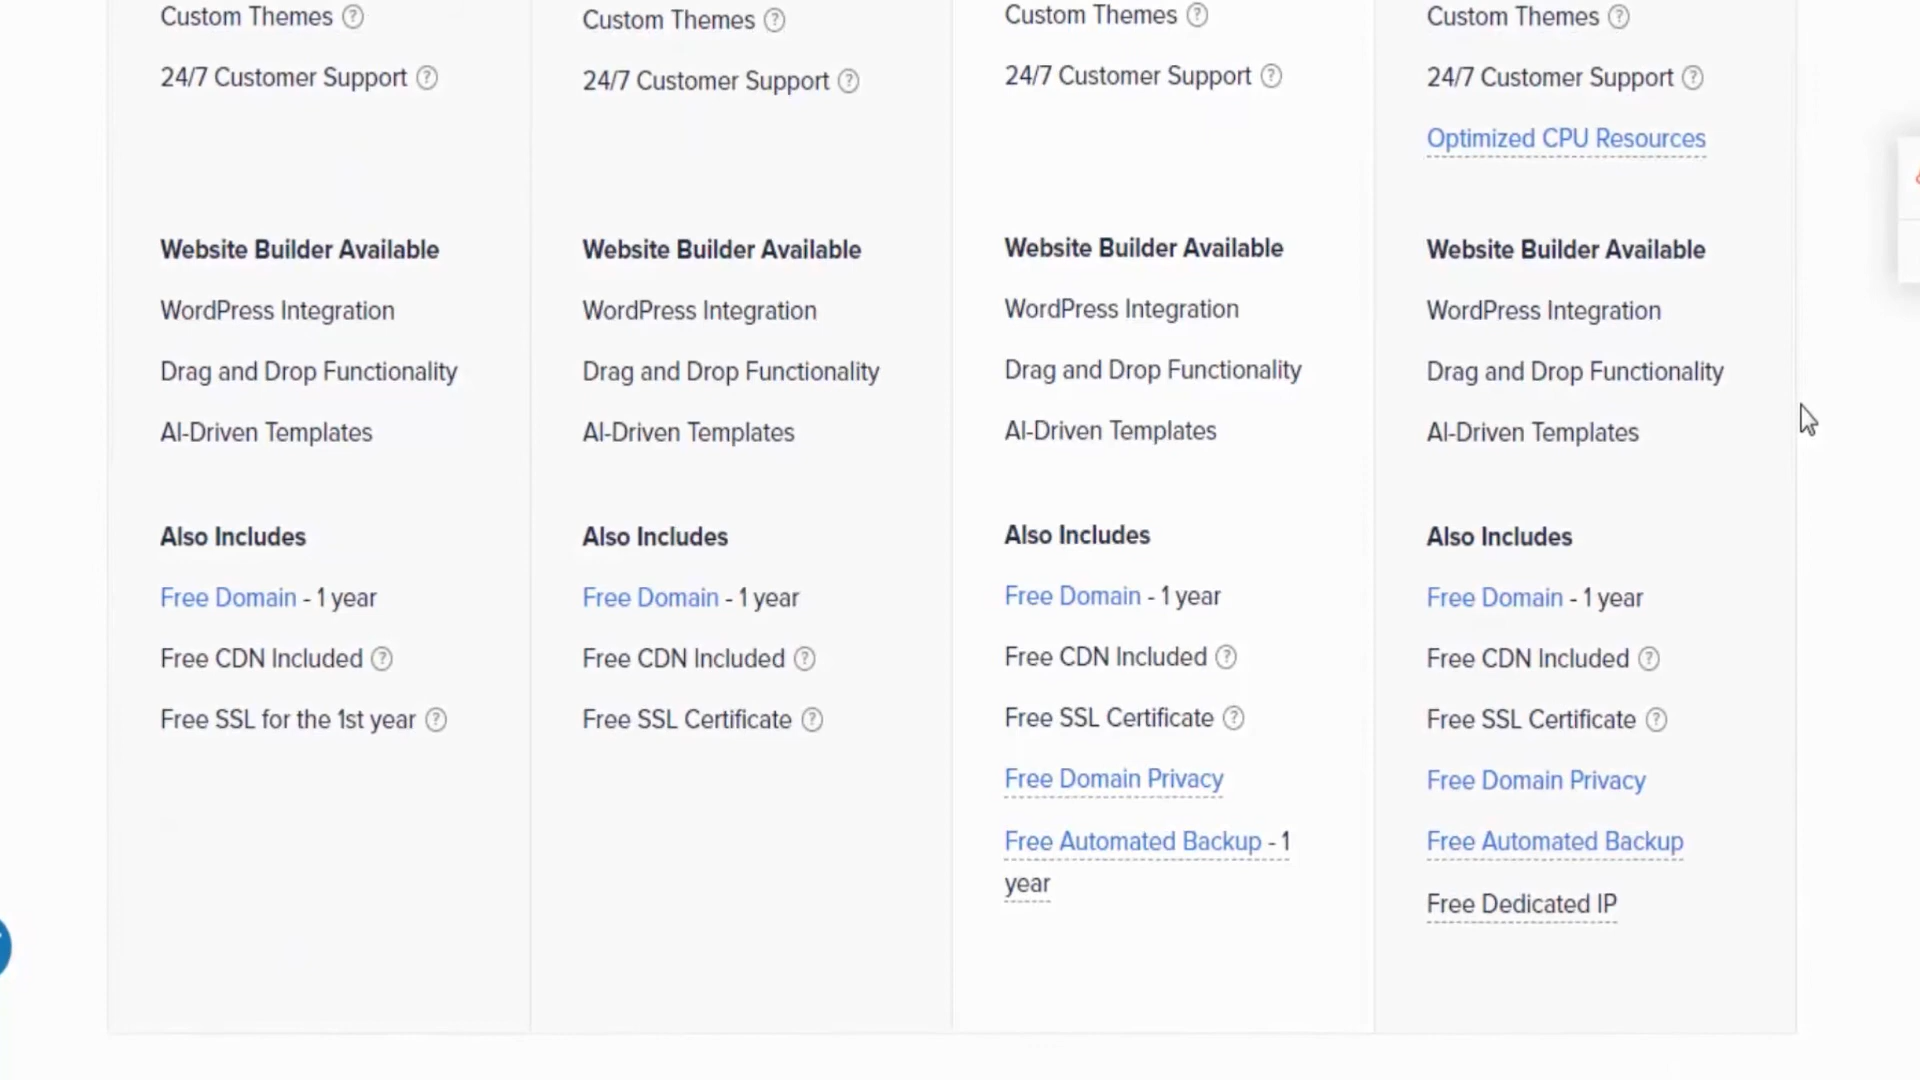 Custom Themes
24/7 Customer Support
Website Builder Available
WordPress Integration
Drag and Drop Functionality
AI-Driven Templates
Also Includes
Free Domain - 1 year
Free CDN Included
Free SSL for the 1st year
Custom Themes
24/7 Customer Support
Website Builder Available
WordPress Integration
Drag and Drop Functionality
AI-Driven Templates
Also Includes
Free Domain - 1 year
Free CDN Included
Free SSL Certificate
Custom Themes
24/7 Customer Support
Website Builder Available
WordPress Integration
Drag and Drop Functionality
AI-Driven Templates
Also Includes
Free Domain - 1 year
Free CDN Included
Free SSL Certificate
Free Domain Privacy
Free Automated Backup - 1
year
Custom Themes
24/7 Customer Support
Optimized CPU Resources
Website Builder Available
WordPress Integration
Drag and Drop Functionality
AI-Driven Templates
Also Includes
Free Domain - 1 year
Free CDN Included
Free SSL Certificate
Free Domain Privacy
Free Automated Backup
Free Dedicated IP